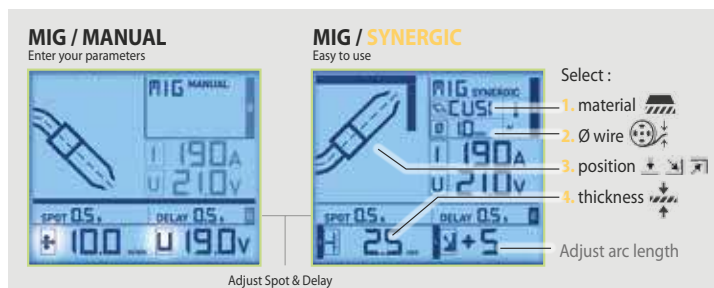 MIG / MANUAL
Enter your parameters
MIG MANUAL
I 190A
U 21.0V
SPOT 0.5s
DELAY 0.5s
10.0
U 19.0V
MIG / SYNERGIC
Easy to use
MIG SYNERGIC
CUSI
Ø 1.0
I 190A
U 21.0V
SPOT 0.5s
DELAY 0.5s
2.5
+5
Select :
1. material
2. Ø wire
3. position
4. thickness
Adjust arc length
Adjust Spot & Delay